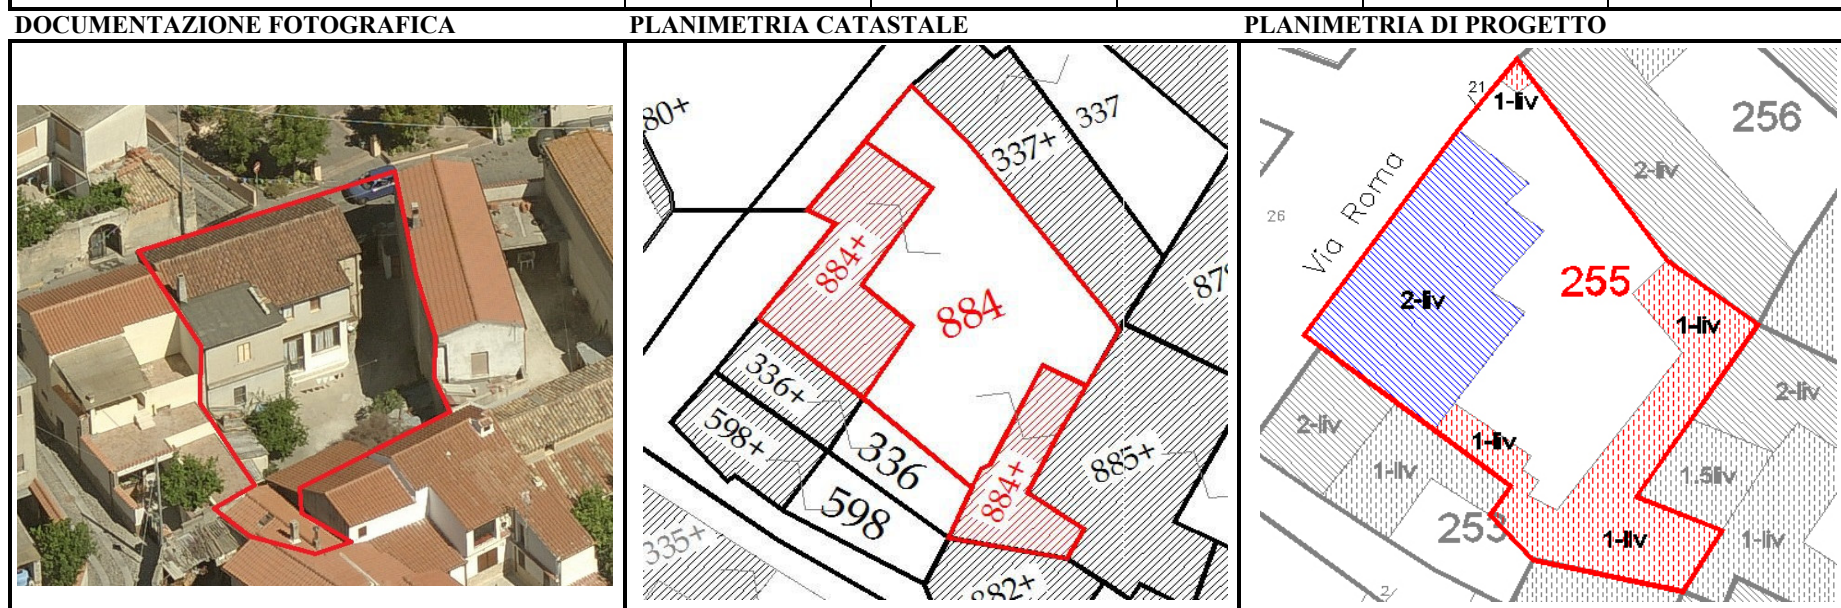 DOCUMENTAZIONE FOTOGRAFICA
PLANIMETRIA CATASTALE
PLANIMETRIA DI PROGETTO
80+
337+
337
884+
884
336+
598+
336
598
884+
885+
335+
882+
879
21
1-liv
256
2-liv
Via Roma
26
255
2-liv
1-liv
2-liv
2-liv
1-liv
1-liv
1.5liv
253
1-liv
1-liv
2